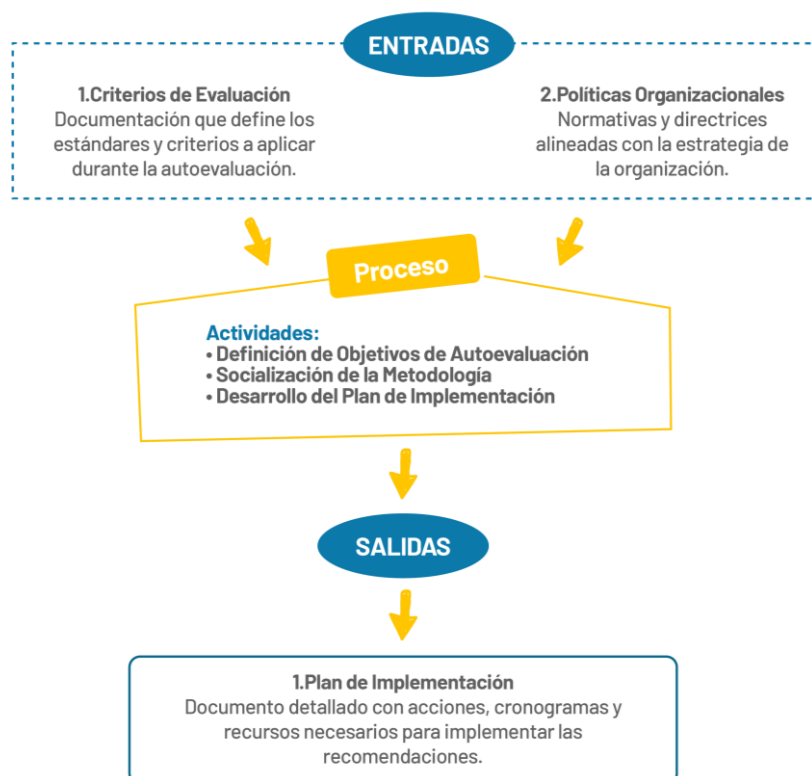 ENTRADAS
1.Criterios de Evaluación
Documentación que define los
estándares y criterios a aplicar
durante la autoevaluación.
2.Políticas Organizacionales
Normativas y directrices
alineadas con la estrategia de
la organización.
Proceso
Actividades:
• Definición de Objetivos de Autoevaluación
• Socialización de la Metodología
• Desarrollo del Plan de Implementación
SALIDAS
1.Plan de Implementación
Documento detallado con acciones, cronogramas y
recursos necesarios para implementar las
recomendaciones.